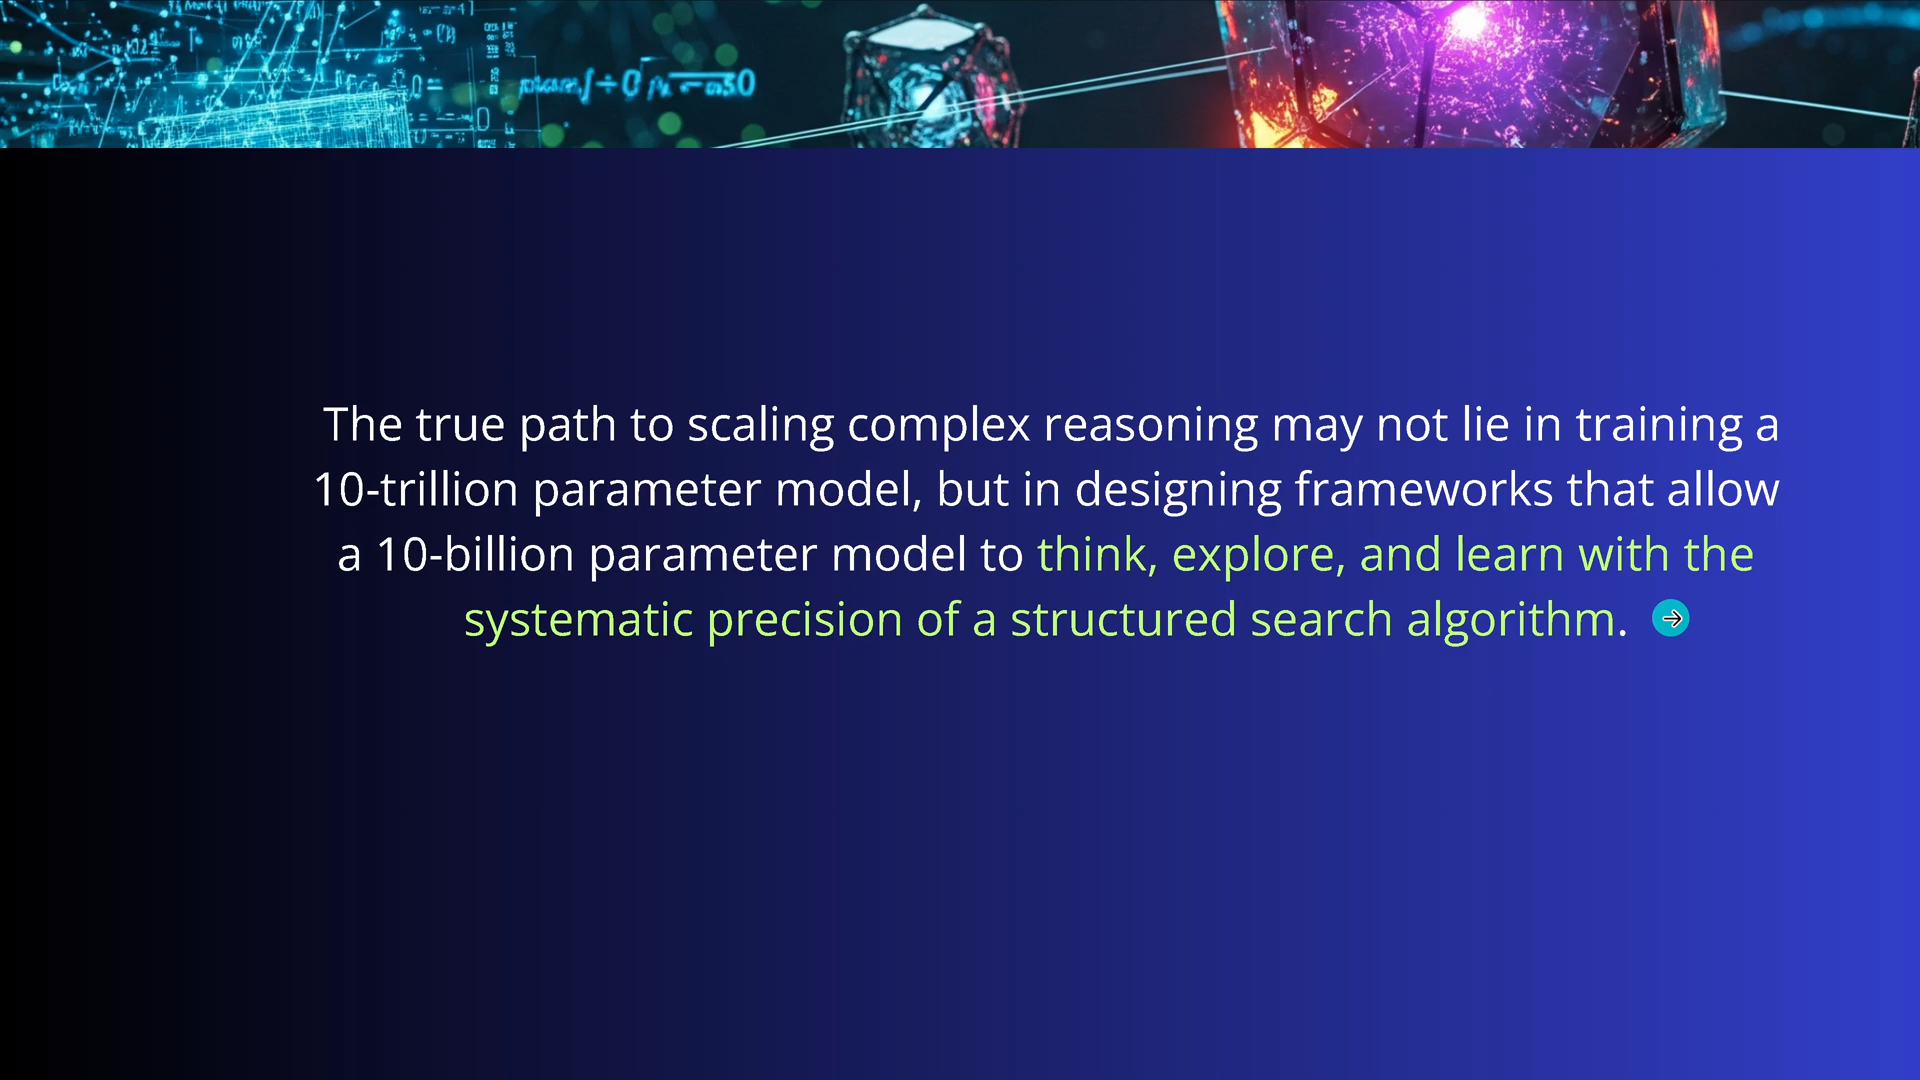 The true path to scaling complex reasoning may not lie in training a
10-trillion parameter model, but in designing frameworks that allow
a 10-billion parameter model to think, explore, and learn with the
systematic precision of a structured search algorithm.